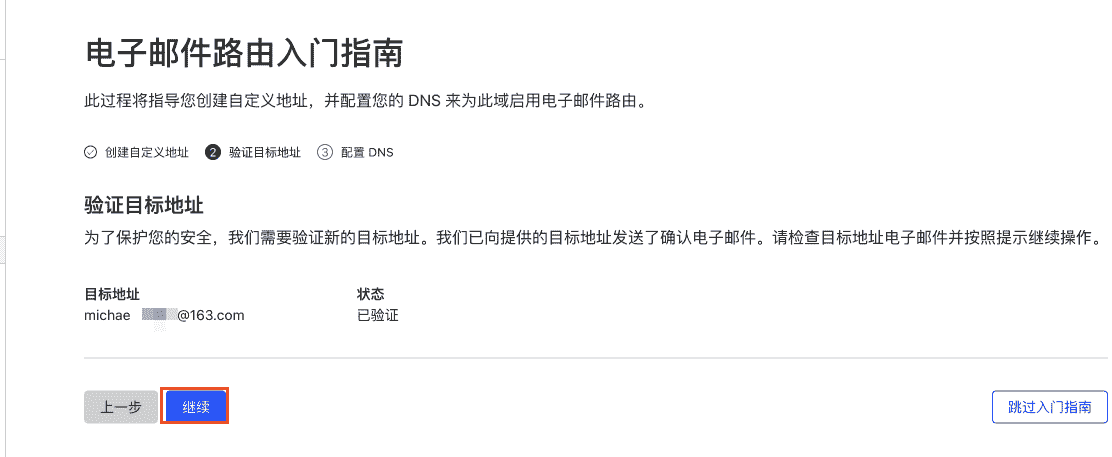 电子邮件路由入门指南
此过程将指导您创建自定义地址，并配置您的 DNS 来为此域启用电子邮件路由。
创建自定义地址 2 验证目标地址 3 配置 DNS
验证目标地址
为了保护您的安全，我们需要验证新的目标地址。我们已向提供的目标地址发送了确认电子邮件。请检查目标地址电子邮件并按照提示继续操作。
目标地址 状态
michae @163.com 已验证
上一步 继续 跳过入门指南